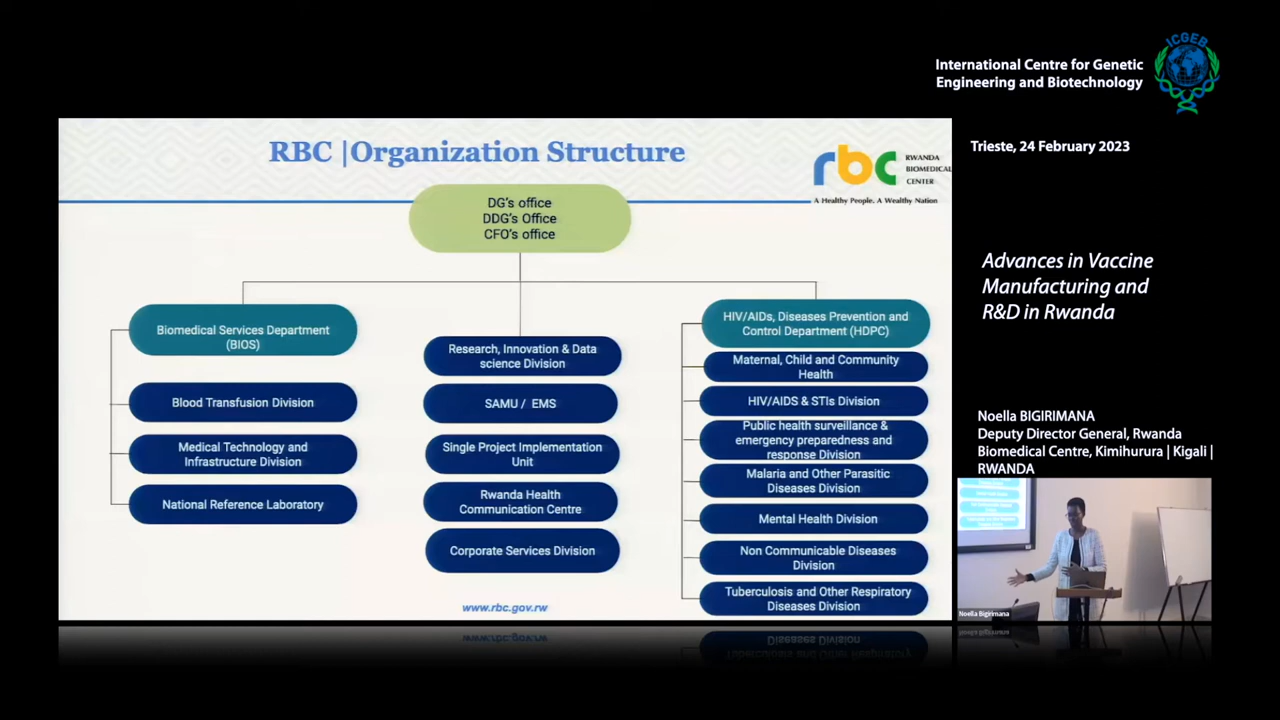 ICGEB
International Centre for Genetic
Engineering and Biotechnology
Trieste, 24 February 2023
RBC |Organization Structure
rbc
RWANDA
BIOMEDICAL
CENTER
A Healthy People. A Wealthy Nation
DG's office
DDG's Office
CFO's office
Biomedical Services Department
(BIOS)
Blood Transfusion Division
Medical Technology and
Infrastructure Division
National Reference Laboratory
Research, Innovation & Data
science Division
SAMU / EMS
Single Project Implementation
Unit
Rwanda Health
Communication Centre
Corporate Services Division
HIV/AIDs, Diseases Prevention and
Control Department (HDPC)
Maternal, Child and Community
Health
HIV/AIDS & STIs Division
Public health surveillance &
emergency preparedness and
response Division
Malaria and Other Parasitic
Diseases Division
Mental Health Division
Non Communicable Diseases
Division
Tuberculosis and Other Respiratory
Diseases Division
www.rbc.gov.rw
Advances in Vaccine
Manufacturing and
R&D in Rwanda
Noella BIGIRIMANA
Deputy Director General, Rwanda
Biomedical Centre, Kimihurura | Kigali |
RWANDA
Noella Bigirimana